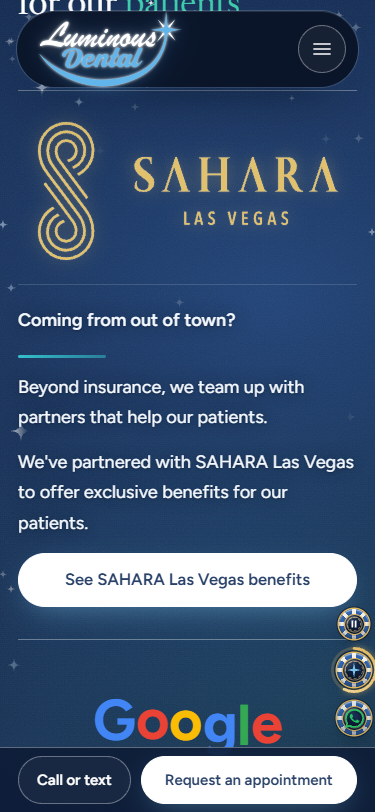 for our patients
Luminous
Dental
SAHARA
LAS VEGAS
Coming from out of town?
Beyond insurance, we team up with
partners that help our patients.
We've partnered with SAHARA Las Vegas
to offer exclusive benefits for our
patients.
See SAHARA Las Vegas benefits
Google
Call or text
Request an appointment